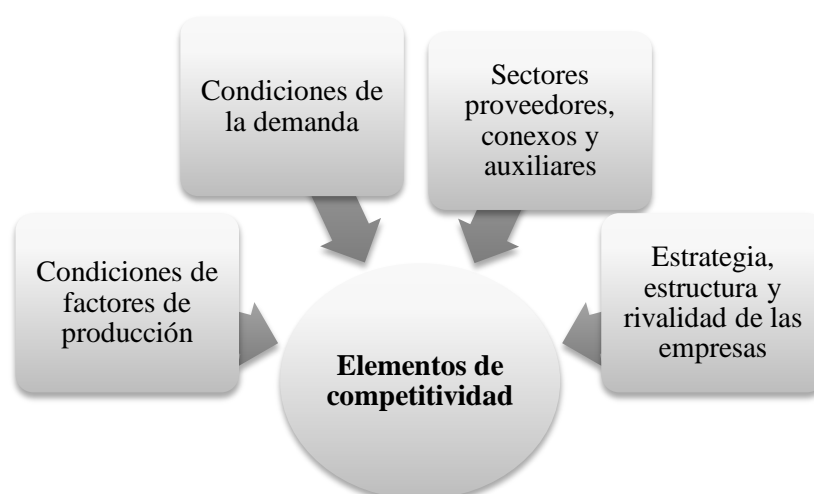 Condiciones de
la demanda
Sectores
proveedores,
conexos y
auxiliares
Condiciones de
factores de
producción
Estrategia,
estructura y
rivalidad de las
empresas
Elementos de
competitividad